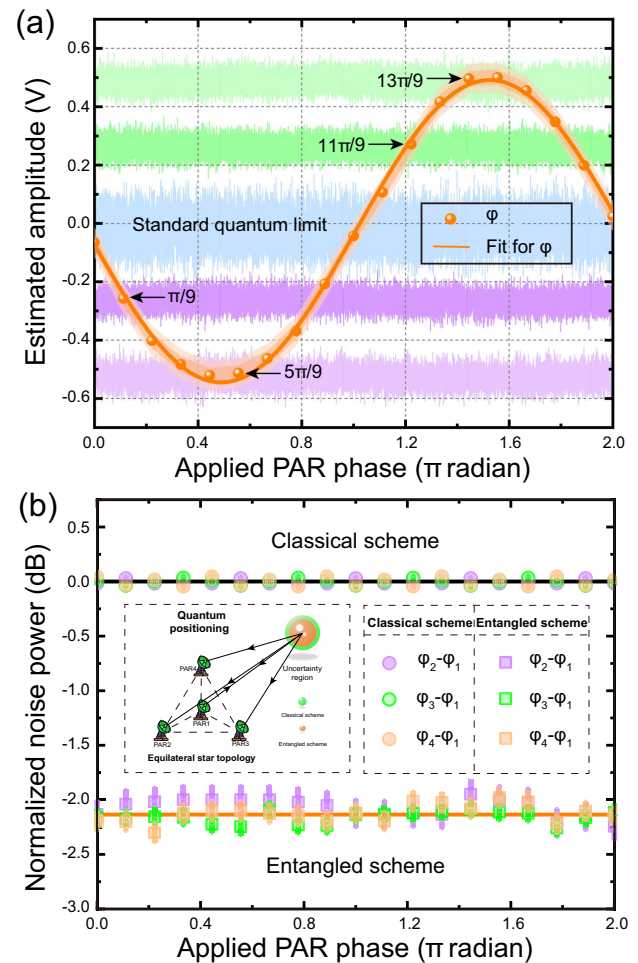 (a)
Estimated amplitude (V)
0.6
0.4
0.2
0.0
-0.2
-0.4
-0.6
13π/9
11π/9
Standard quantum limit
φ
Fit for φ
π/9
5π/9
0.0 0.4 0.8 1.2 1.6 2.0
Applied PAR phase (π radian)
(b)
Normalized noise power (dB)
0.5
0.0
-0.5
-1.0
-1.5
-2.0
-2.5
-3.0
Classical scheme
Quantum
positioning
PAR4
PAR1
PAR2
PAR3
Equilateral star topology
Uncertainty
region
Classical scheme
Entangled scheme
Classical scheme Entangled scheme
φ₂-φ₁ φ₂-φ₁
φ₃-φ₁ φ₃-φ₁
φ₄-φ₁ φ₄-φ₁
Entangled scheme
0.0 0.4 0.8 1.2 1.6 2.0
Applied PAR phase (π radian)